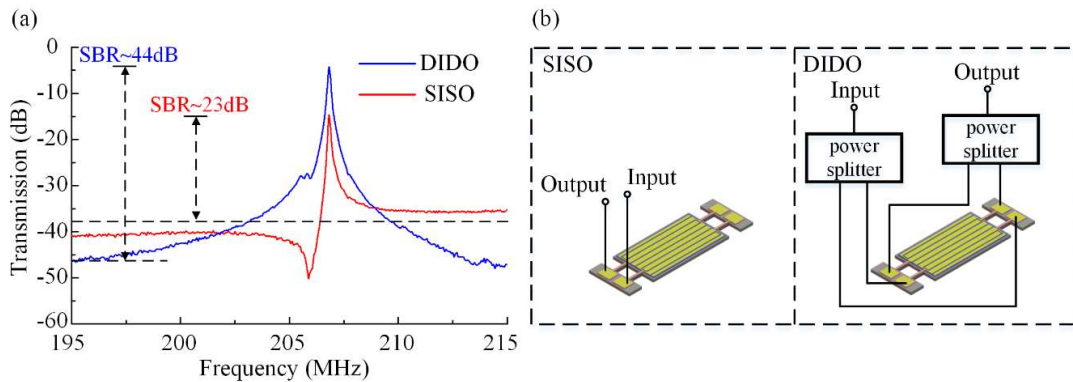 (a)
0
-10
-20
-30
-40
-50
-60
Transmission (dB)
SBR~44dB
SBR~23dB
DIDO
SISO
195
200
205
210
215
Frequency (MHz)
(b)
SISO
Output
Input
DIDO
Input
Output
power
splitter
power
splitter